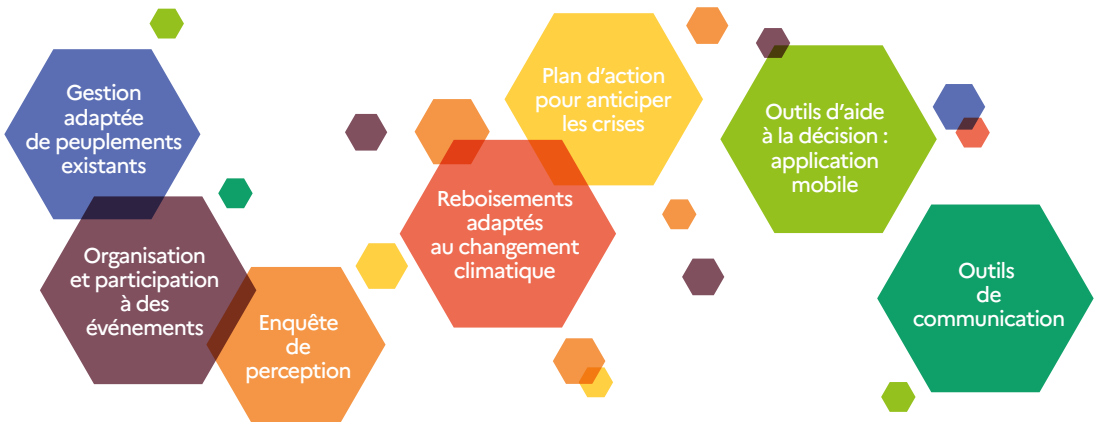 Gestion
adaptée
de peuplements
existants
Organisation
et participation
à des
événements
Enquête
de
perception
Reboisements
adaptés
au changement
climatique
Plan d’action
pour anticiper
les crises
Outils d’aide
à la décision :
application
mobile
Outils
de
communication